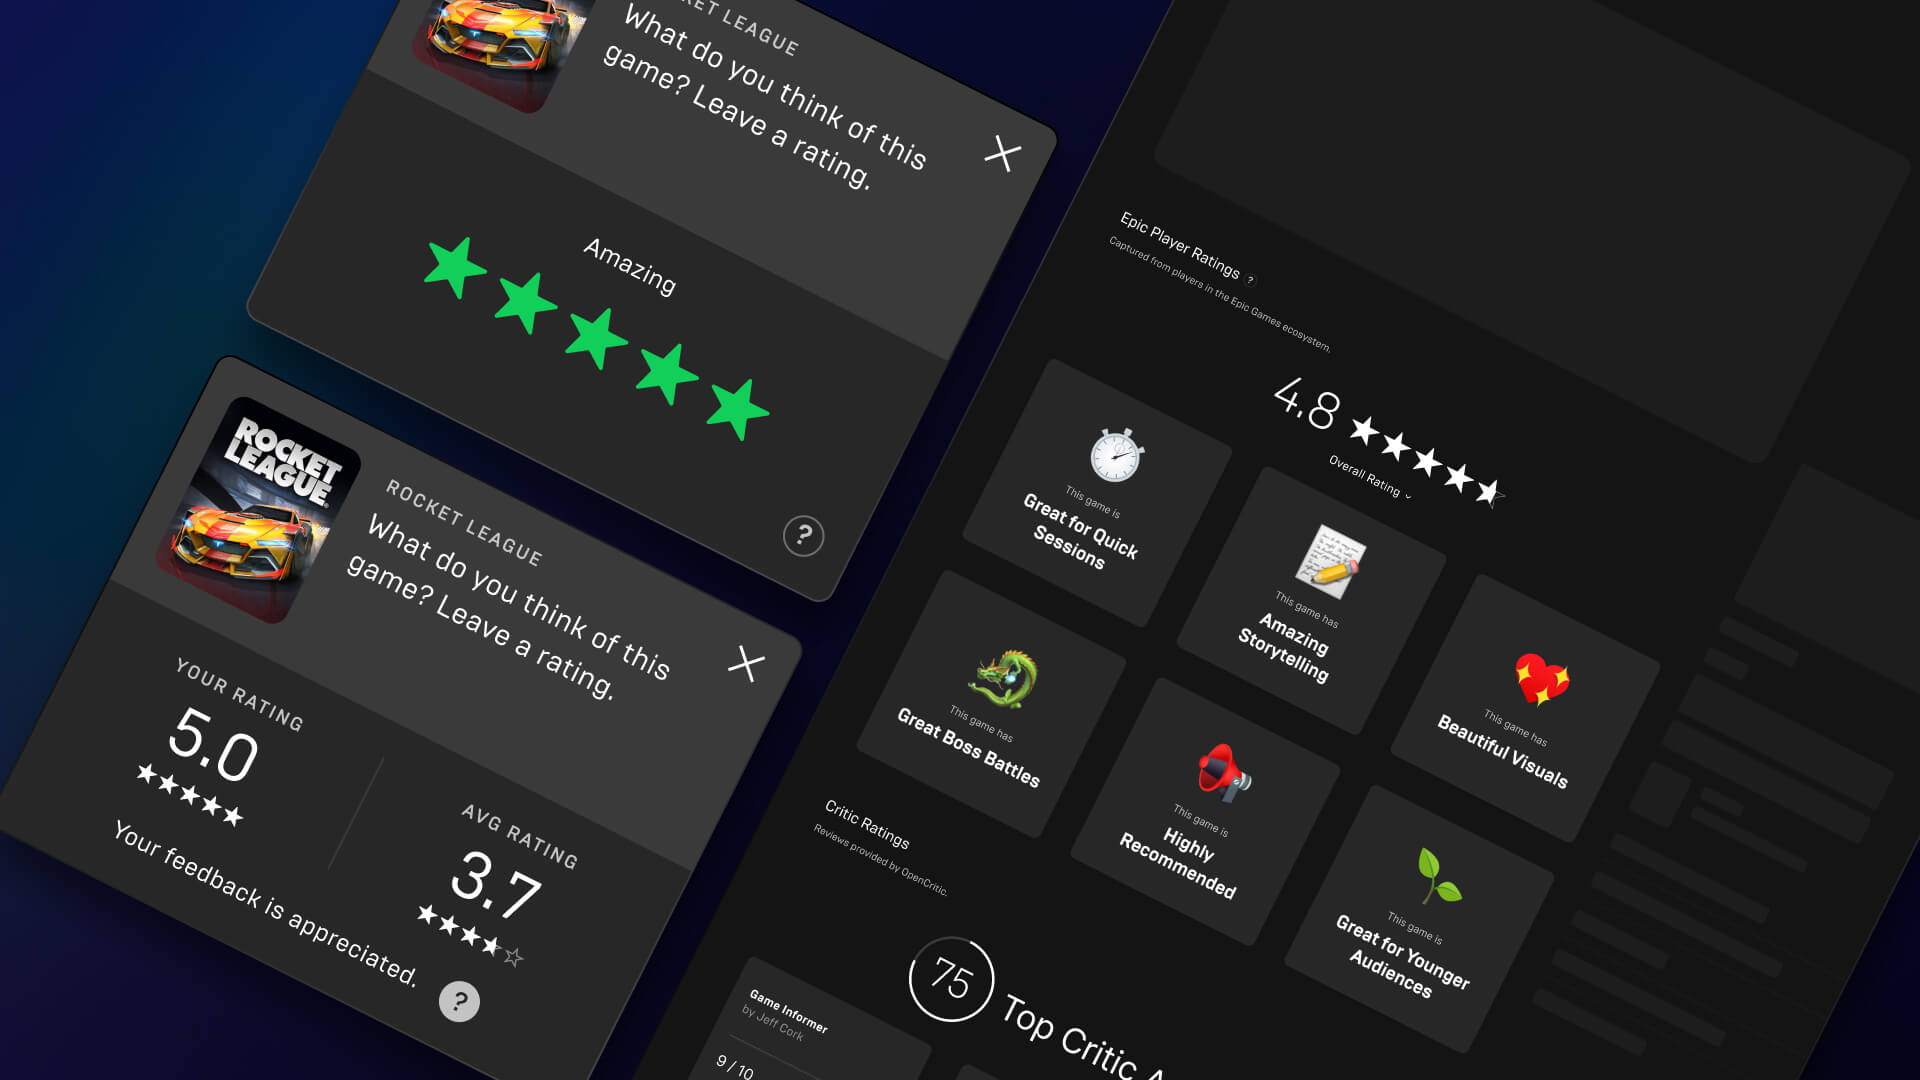 ROCKET LEAGUE
What do you think of this
game? Leave a rating.
Amazing
?
ROCKET
LEAGUE
ROCKET LEAGUE
What do you think of this
game? Leave a rating.
YOUR RATING
5.0
AVG RATING
3.7
Your feedback is appreciated.
?
Epic Player Ratings ?
Captured from players in the Epic Games ecosystem.
4.8
Overall Rating
This game is
Great for Quick
Sessions
This game has
Amazing
Storytelling
This game has
Beautiful Visuals
This game has
Great Boss Battles
This game is
Highly
Recommended
This game is
Great for Younger
Audiences
Critic Ratings
Reviews provided by OpenCritic.
75
Top Critic
Game Informer
by Jeff Cork
9 / 10